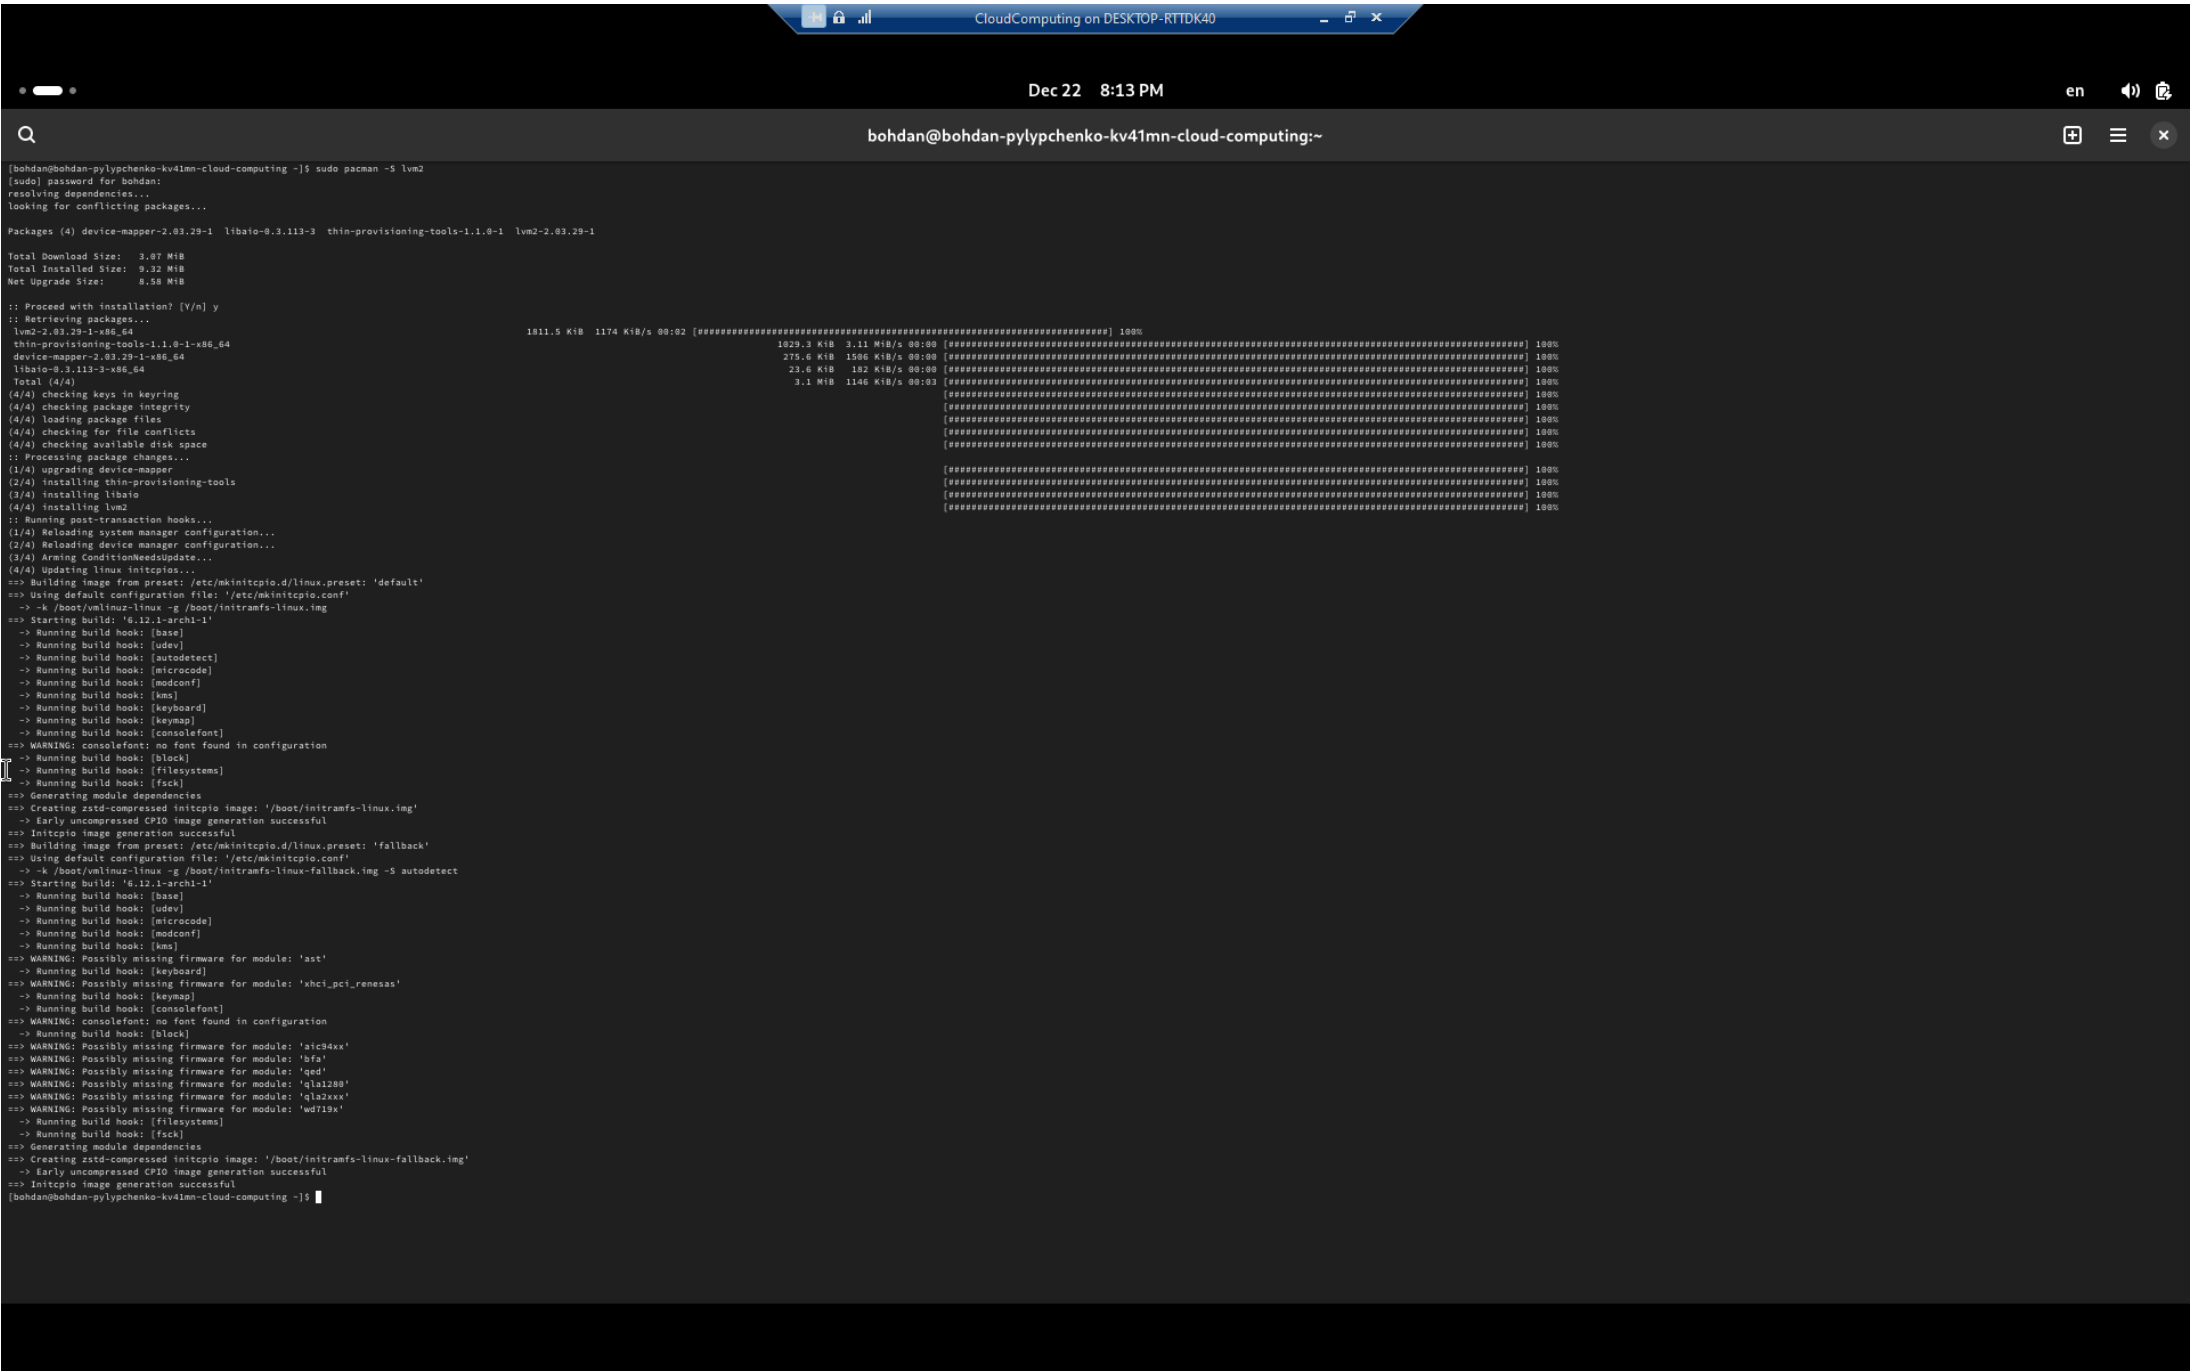 CloudComputing on DESKTOP-RTTDK40
Dec 22 8:13 PM
en
bohdan@bohdan-pylypchenko-kv41mn-cloud-computing:~
[bohdan@bohdan-pylypchenko-kv41mn-cloud-computing ~]$ sudo pacman -S lvm2
[sudo] password for bohdan:
resolving dependencies...
looking for conflicting packages...
Packages (4) device-mapper-2.03.29-1  libaio-0.3.113-3  thin-provisioning-tools-1.1.0-1  lvm2-2.03.29-1
Total Download Size:   3.07 MiB
Total Installed Size:  9.32 MiB
Net Upgrade Size:      8.58 MiB
:: Proceed with installation? [Y/n] y
:: Retrieving packages...
lvm2-2.03.29-1-x86_64 1811.5 KiB 1174 KiB/s 00:02 [########################################################################] 100%
thin-provisioning-tools-1.1.0-1-x86_64 1029.3 KiB 3.11 MiB/s 00:00 [######################################################################################################] 100%
device-mapper-2.03.29-1-x86_64 275.6 KiB 1506 KiB/s 00:00 [######################################################################################################] 100%
libaio-0.3.113-3-x86_64 23.6 KiB 182 KiB/s 00:00 [######################################################################################################] 100%
Total (4/4) 3.1 MiB 1146 KiB/s 00:03 [######################################################################################################] 100%
(4/4) checking keys in keyring [######################################################################################################] 100%
(4/4) checking package integrity [######################################################################################################] 100%
(4/4) loading package files [######################################################################################################] 100%
(4/4) checking for file conflicts [######################################################################################################] 100%
(4/4) checking available disk space [######################################################################################################] 100%
:: Processing package changes...
(1/4) upgrading device-mapper [######################################################################################################] 100%
(2/4) installing thin-provisioning-tools [######################################################################################################] 100%
(3/4) installing libaio [######################################################################################################] 100%
(4/4) installing lvm2 [######################################################################################################] 100%
:: Running post-transaction hooks...
(1/4) Reloading system manager configuration...
(2/4) Reloading device manager configuration...
(3/4) Arming ConditionNeedsUpdate...
(4/4) Updating linux initcpios...
==> Building image from preset: /etc/mkinitcpio.d/linux.preset: 'default'
==> Using default configuration file: '/etc/mkinitcpio.conf'
-> -k /boot/vmlinuz-linux -g /boot/initramfs-linux.img
==> Starting build: '6.12.1-arch1-1'
-> Running build hook: [base]
-> Running build hook: [udev]
-> Running build hook: [autodetect]
-> Running build hook: [microcode]
-> Running build hook: [modconf]
-> Running build hook: [kms]
-> Running build hook: [keyboard]
-> Running build hook: [keymap]
-> Running build hook: [consolefont]
==> WARNING: consolefont: no font found in configuration
-> Running build hook: [block]
-> Running build hook: [filesystems]
-> Running build hook: [fsck]
==> Generating module dependencies
==> Creating zstd-compressed initcpio image: '/boot/initramfs-linux.img'
-> Early uncompressed CPIO image generation successful
==> Initcpio image generation successful
==> Building image from preset: /etc/mkinitcpio.d/linux.preset: 'fallback'
==> Using default configuration file: '/etc/mkinitcpio.conf'
-> -k /boot/vmlinuz-linux -g /boot/initramfs-linux-fallback.img -S autodetect
==> Starting build: '6.12.1-arch1-1'
-> Running build hook: [base]
-> Running build hook: [udev]
-> Running build hook: [microcode]
-> Running build hook: [modconf]
-> Running build hook: [kms]
==> WARNING: Possibly missing firmware for module: 'ast'
-> Running build hook: [keyboard]
==> WARNING: Possibly missing firmware for module: 'xhci_pci_renesas'
-> Running build hook: [keymap]
-> Running build hook: [consolefont]
==> WARNING: consolefont: no font found in configuration
-> Running build hook: [block]
==> WARNING: Possibly missing firmware for module: 'aic94xx'
==> WARNING: Possibly missing firmware for module: 'bfa'
==> WARNING: Possibly missing firmware for module: 'qed'
==> WARNING: Possibly missing firmware for module: 'qla1280'
==> WARNING: Possibly missing firmware for module: 'qla2xxx'
==> WARNING: Possibly missing firmware for module: 'wd719x'
-> Running build hook: [filesystems]
-> Running build hook: [fsck]
==> Generating module dependencies
==> Creating zstd-compressed initcpio image: '/boot/initramfs-linux-fallback.img'
-> Early uncompressed CPIO image generation successful
==> Initcpio image generation successful
[bohdan@bohdan-pylypchenko-kv41mn-cloud-computing ~]$